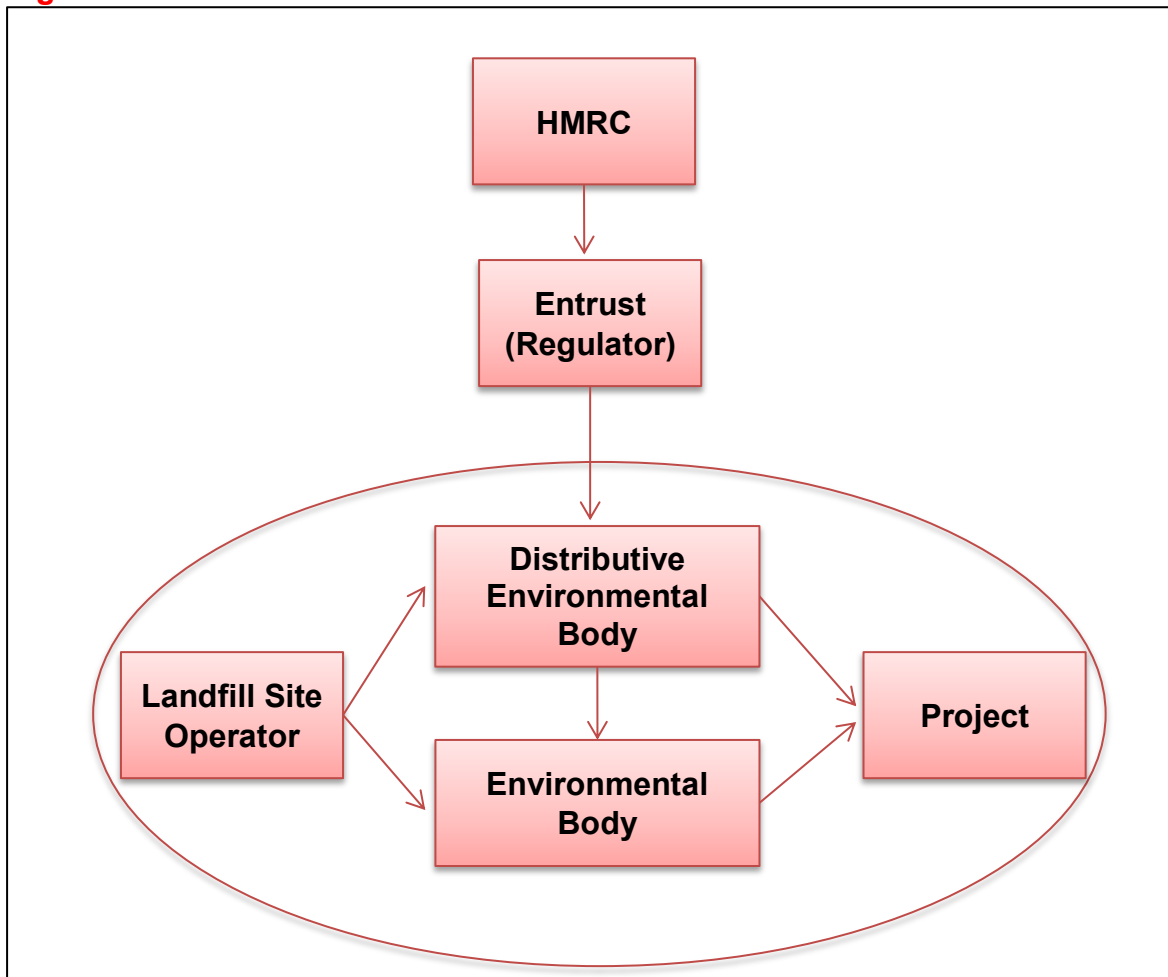 HMRC
Entrust
(Regulator)
Distributive
Environmental
Body
Landfill Site
Operator
Project
Environmental
Body